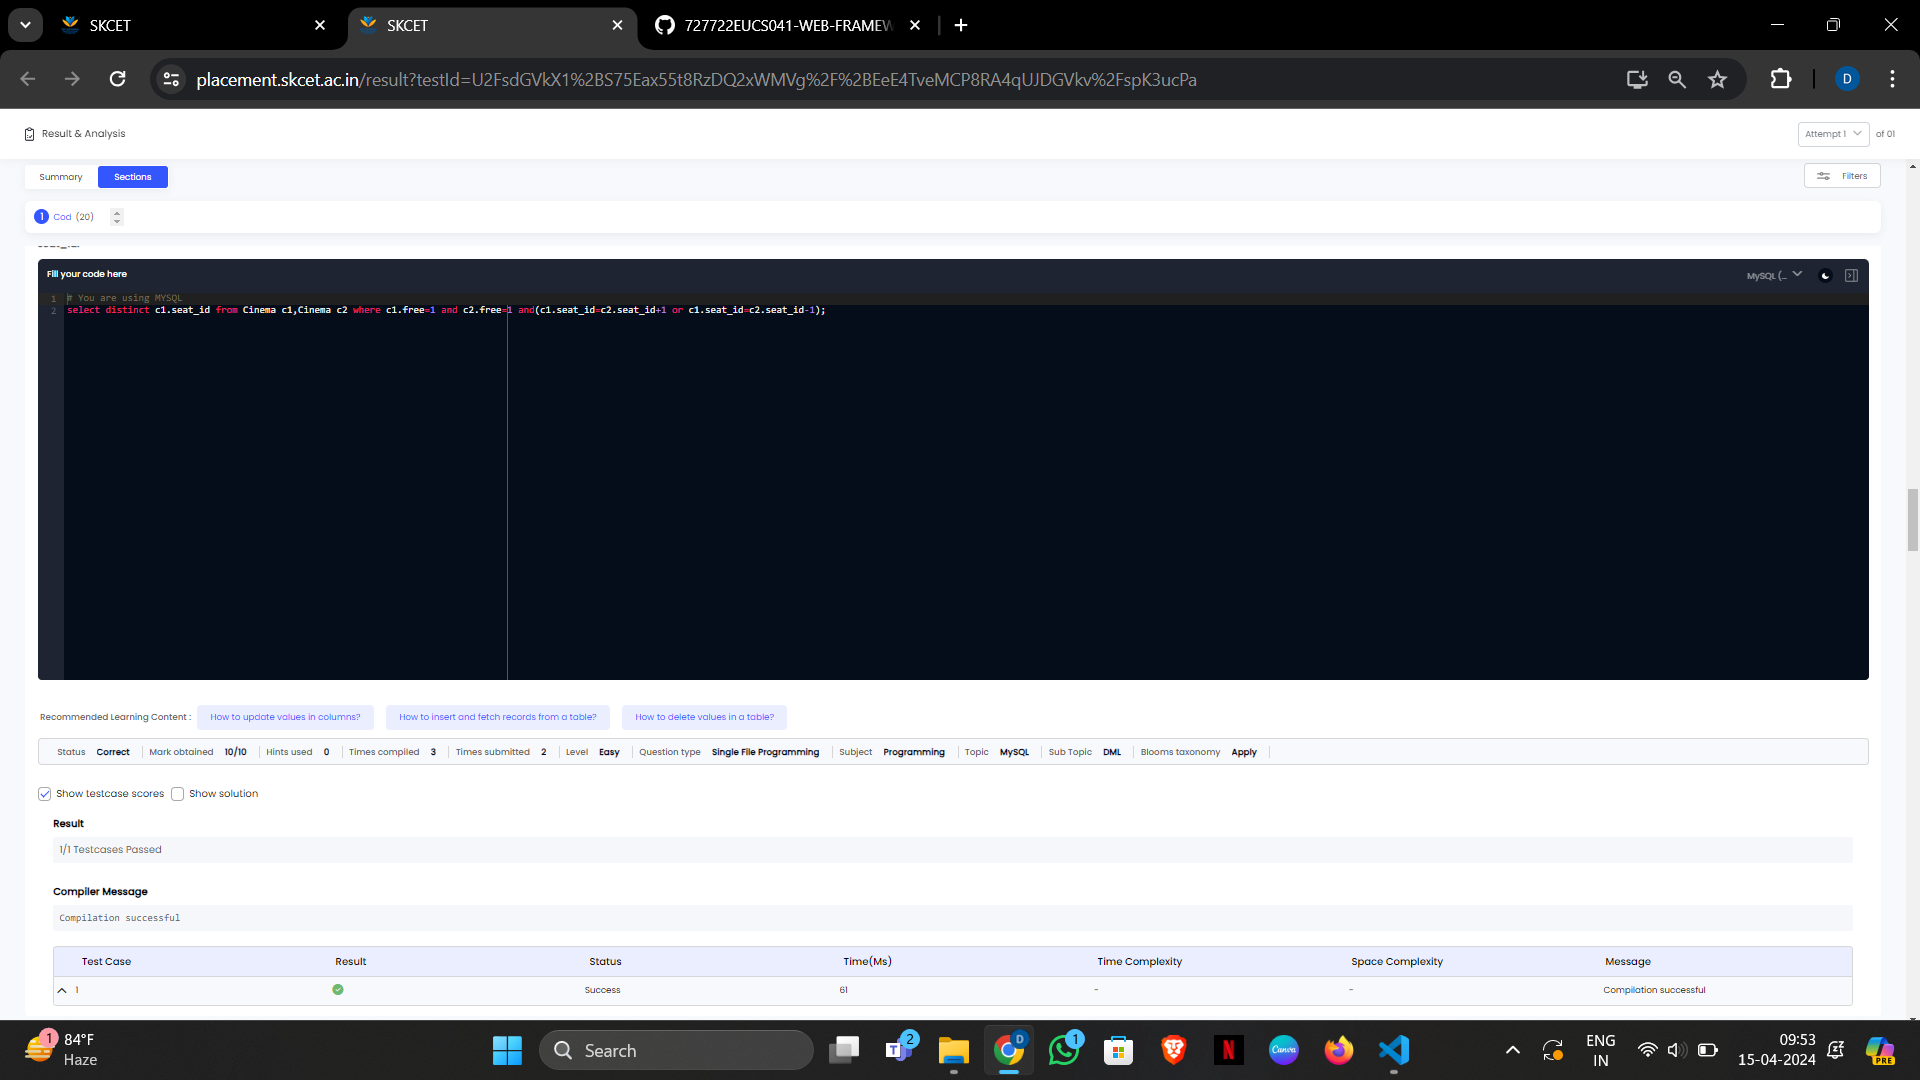 SKCET
SKCET
727722EUCS041-WEB-FRAMEW
placement.skcet.ac.in/result?testId=U2FsdGVkX1%2BS75Eax55t8RzDQ2xWMVg%2F%2BEeE4TveMCP8RA4qUJDGVkv%2FspK3ucPa
D
Result & Analysis
Attempt 1 of 01
Summary Sections
Filters
1 Cod (20)
Fill your code here
MySQL (...
1 # You are using MYSQL
2 select distinct c1.seat_id from Cinema c1,Cinema c2 where c1.free=1 and c2.free=1 and(c1.seat_id=c2.seat_id+1 or c1.seat_id=c2.seat_id-1);
Recommended Learning Content : How to update values in columns? How to insert and fetch records from a table? How to delete values in a table?
Status Correct Mark obtained 10/10 Hints used 0 Times compiled 3 Times submitted 2 Level Easy Question type Single File Programming Subject Programming Topic MySQL Sub Topic DML Blooms taxonomy Apply
Show testcase scores Show solution
Result
1/1 Testcases Passed
Compiler Message
Compilation successful
Test Case Result Status Time(Ms) Time Complexity Space Complexity Message
1 Success 61 - - Compilation successful
1
84°F
Haze
Search
T 2
D
1
N
Canva
ENG
IN
09:53
15-04-2024
PRE